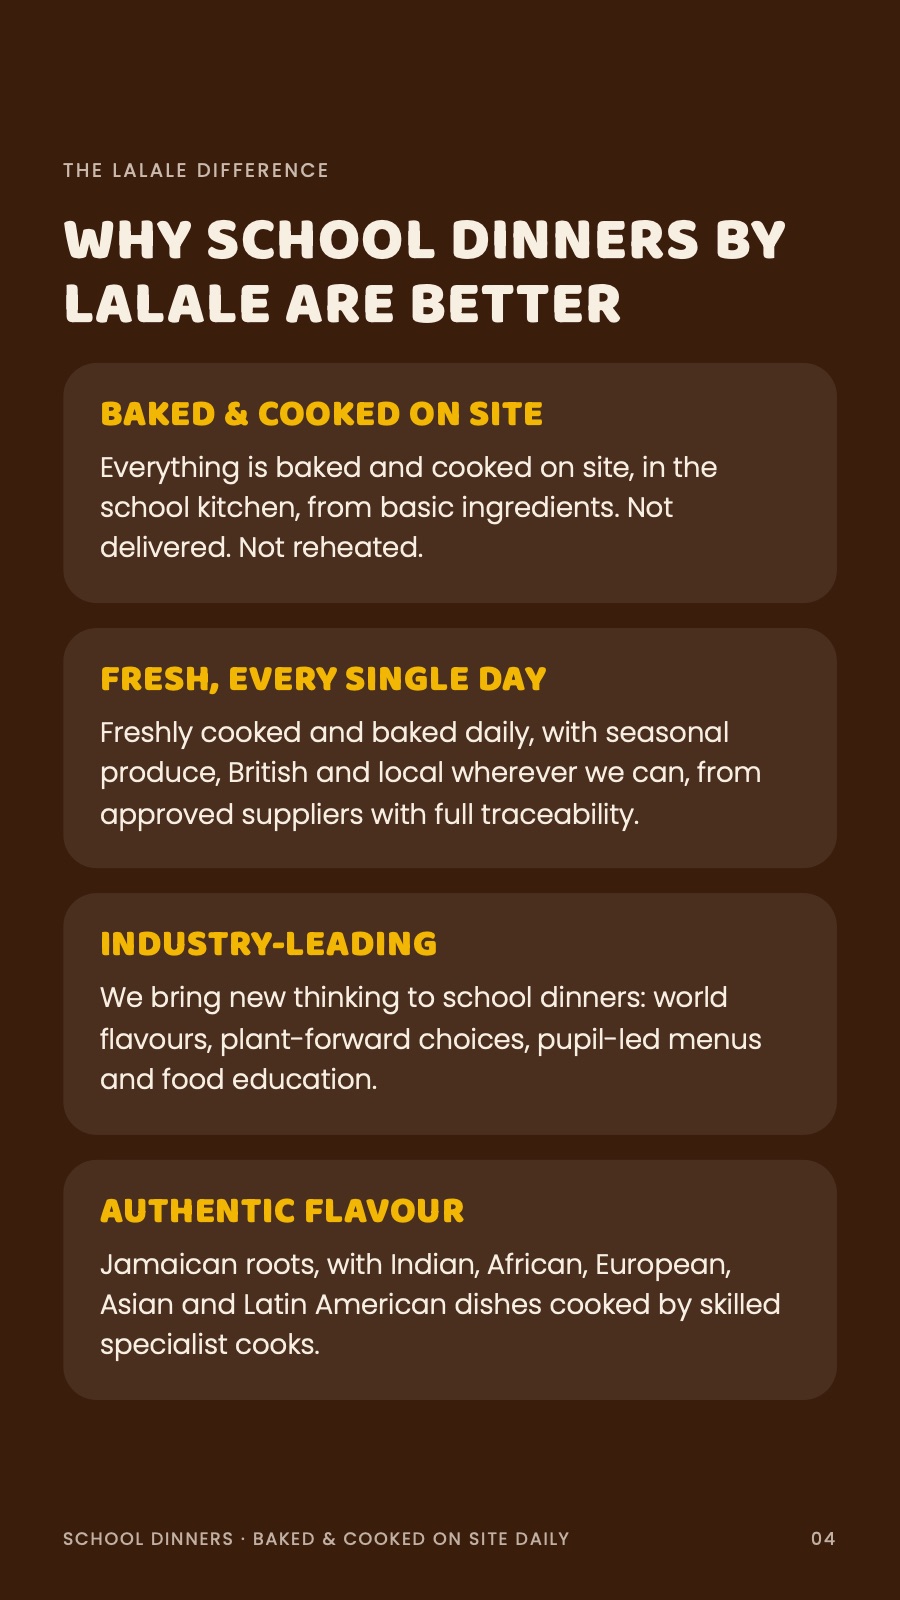 THE LALALE DIFFERENCE
WHY SCHOOL DINNERS BY
LALALE ARE BETTER
BAKED & COOKED ON SITE
Everything is baked and cooked on site, in the
school kitchen, from basic ingredients. Not
delivered. Not reheated.
FRESH, EVERY SINGLE DAY
Freshly cooked and baked daily, with seasonal
produce, British and local wherever we can, from
approved suppliers with full traceability.
INDUSTRY-LEADING
We bring new thinking to school dinners: world
flavours, plant-forward choices, pupil-led menus
and food education.
AUTHENTIC FLAVOUR
Jamaican roots, with Indian, African, European,
Asian and Latin American dishes cooked by skilled
specialist cooks.
SCHOOL DINNERS · BAKED & COOKED ON SITE DAILY 04